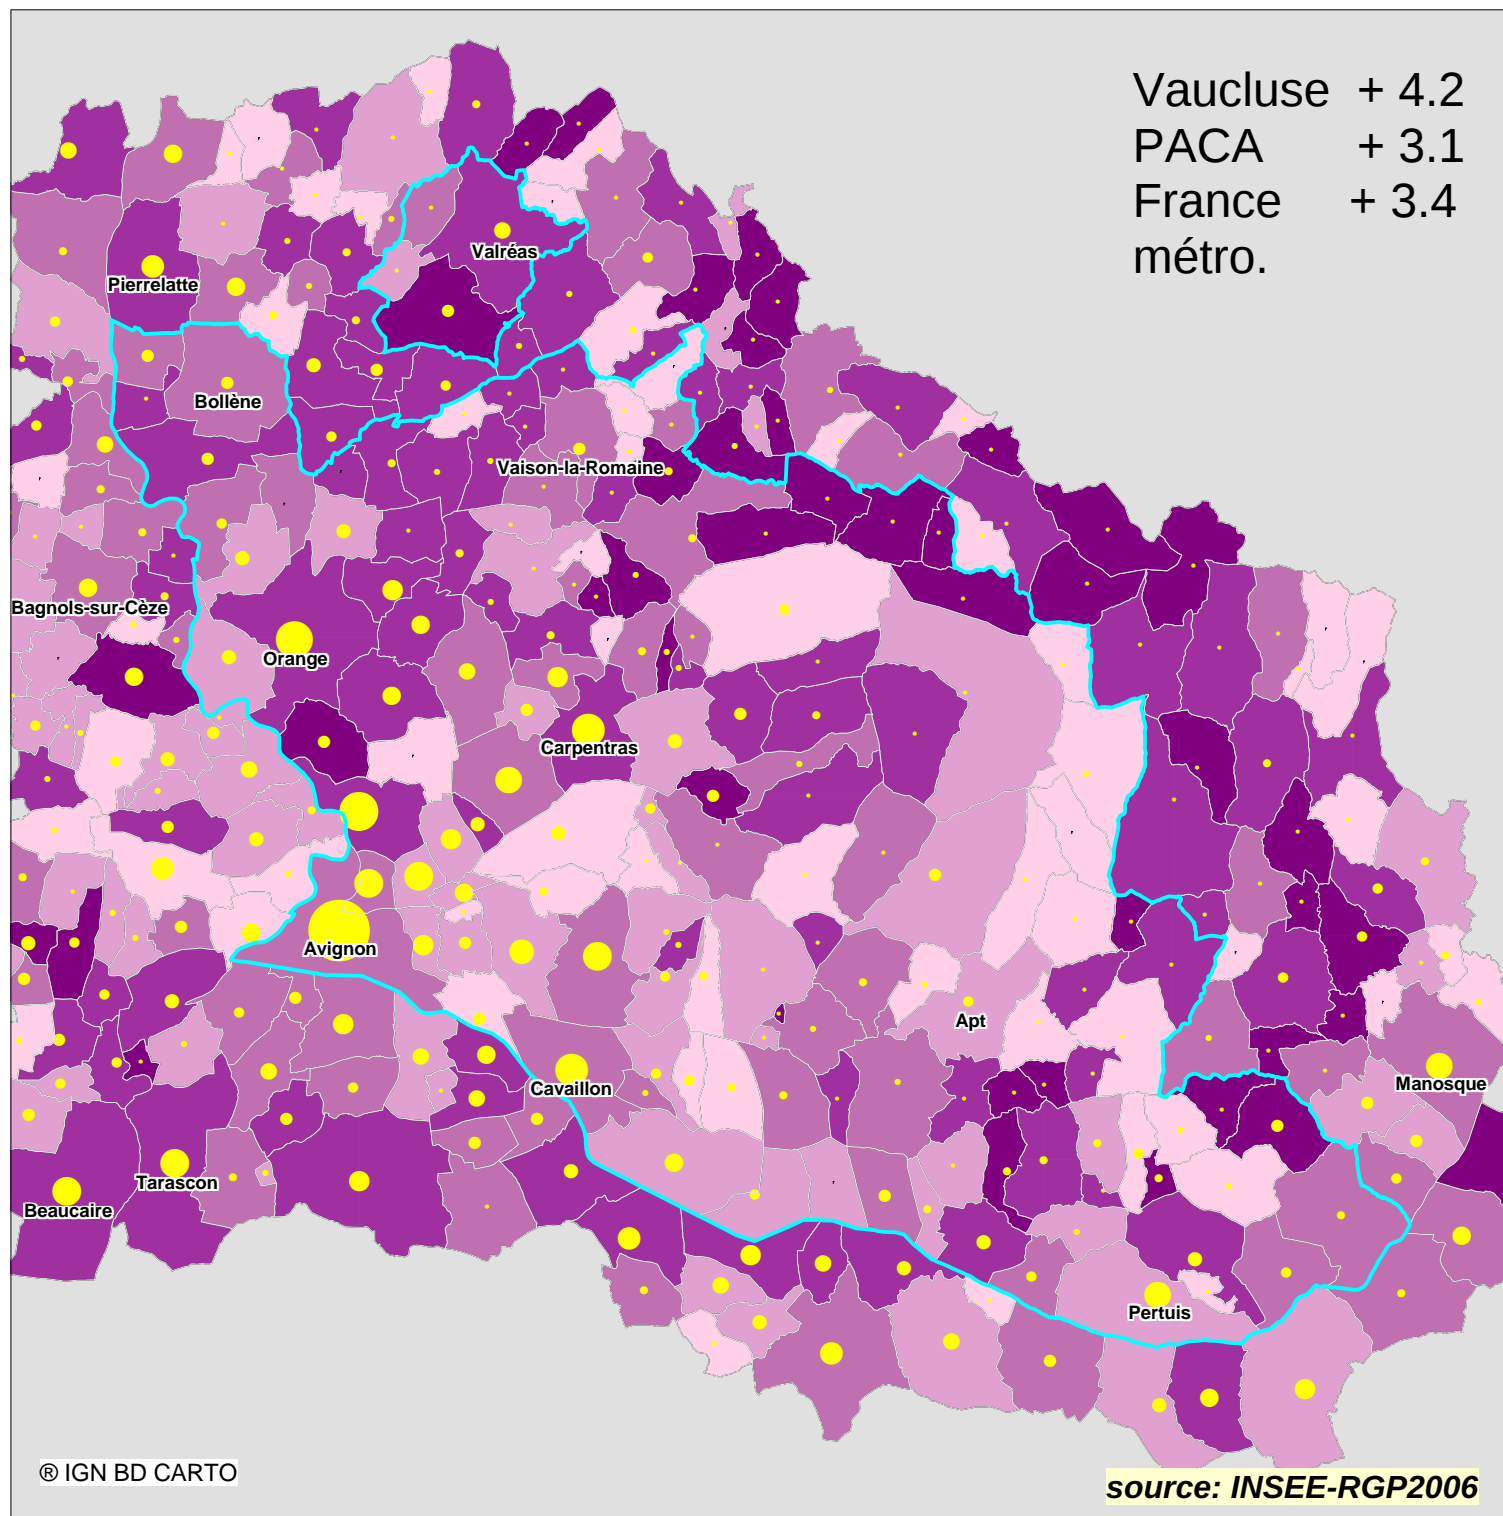 Vaucluse + 4.2
PACA + 3.1
France + 3.4
métro.
Valréas
Pierrelatte
Bollène
Vaison-la-Romaine
Bagnols-sur-Cèze
Orange
Carpentras
Avignon
Apt
Cavaillon
Manosque
Tarascon
Beaucaire
Pertuis
® IGN BD CARTO
source: INSEE-RGP2006